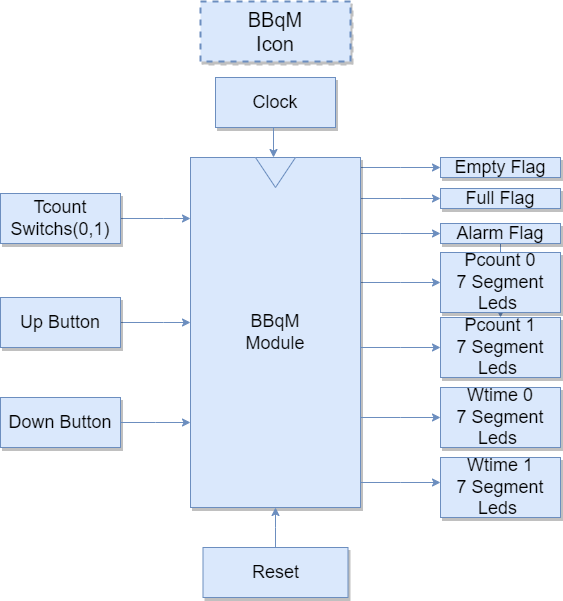 BBqM
Icon
Clock
Tcount
Switchs(0,1)
Up Button
Down Button
BBqM
Module
Empty Flag
Full Flag
Alarm Flag
Pcount 0
7 Segment
Leds
Pcount 1
7 Segment
Leds
Wtime 0
7 Segment
Leds
Wtime 1
7 Segment
Leds
Reset